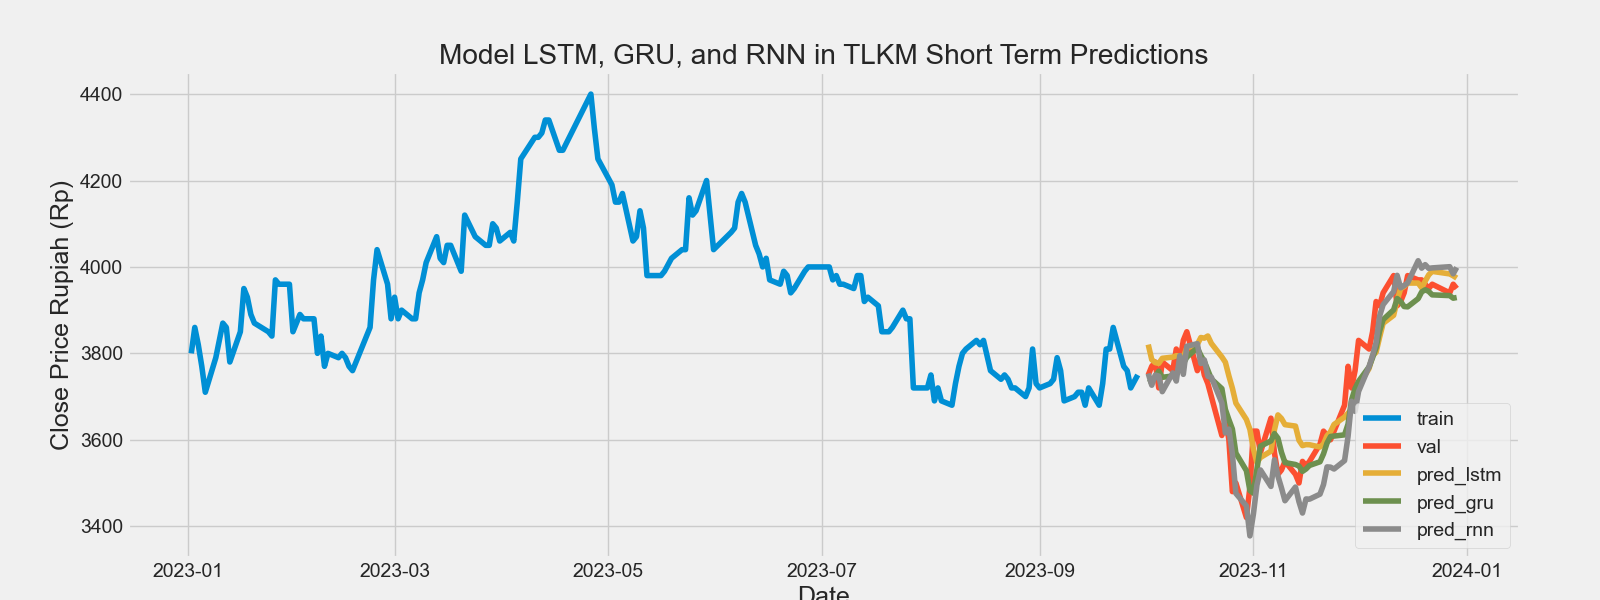 Model LSTM, GRU, and RNN in TLKM Short Term Predictions
Close Price Rupiah (Rp)
4400
4200
4000
3800
3600
3400
train
val
pred_lstm
pred_gru
pred_rnn
2023-01 2023-03 2023-05 2023-07 2023-09 2023-11 2024-01
Date